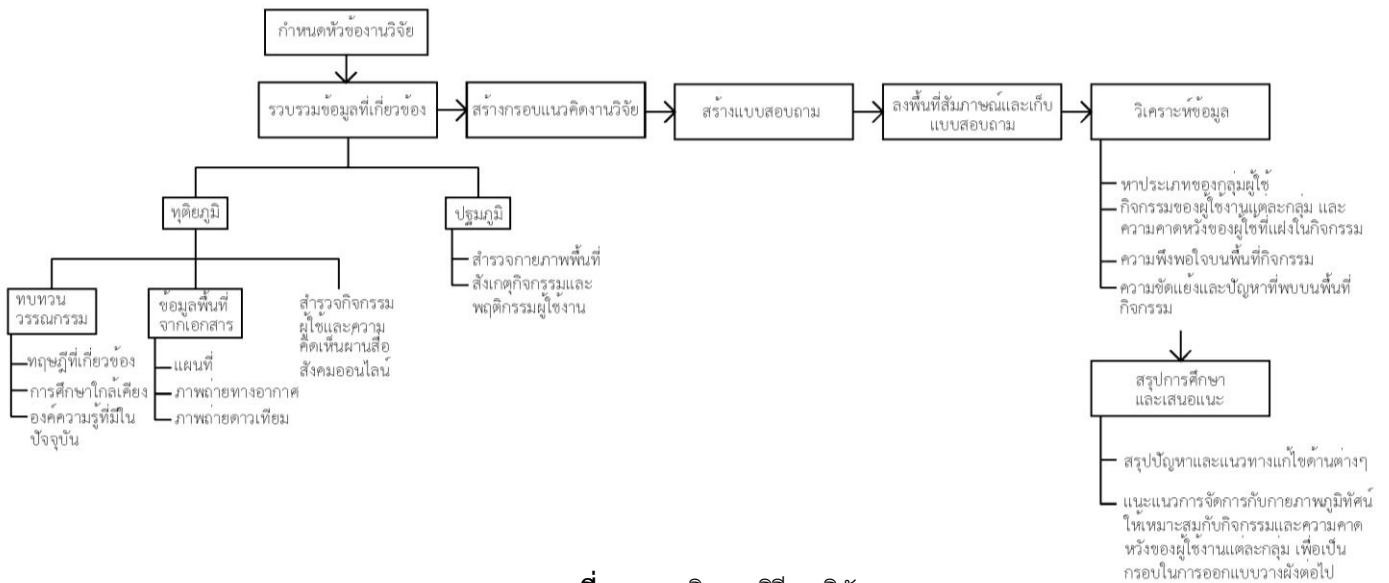 กำหนดหัวข้องานวิจัย
รวบรวมข้อมูลที่เกี่ยวข้อง
สร้างกรอบแนวคิดงานวิจัย
สร้างแบบสอบถาม
ลงพื้นที่สัมภาษณ์และเก็บ
แบบสอบถาม
วิเคราะห์ข้อมูล
ทุติยภูมิ
ปฐมภูมิ
หาประเภทของกลุ่มผู้ใช้
กิจกรรมของผู้ใช้งานแต่ละกลุ่ม และ
ความคาดหวังของผู้ใช้ที่แฝงในกิจกรรม
ความพึงพอใจบนพื้นที่กิจกรรม
ความขัดแย้งและปัญหาที่พบบนพื้นที่
กิจกรรม
สำรวจกายภาพพื้นที่
สังเกตุกิจกรรมและ
พฤติกรรมผู้ใช้งาน
ทบทวน
วรรณกรรม
ข้อมูลพื้นที่
จากเอกสาร
สำรวจกิจกรรม
ผู้ใช้และความ
คิดเห็นผ่านสื่อ
สังคมออนไลน์
ทฤษฎีที่เกี่ยวข้อง
การศึกษาใกล้เคียง
องค์ความรู้ที่มีใน
ปัจจุบัน
แผนที่
ภาพถ่ายทางอากาศ
ภาพถ่ายดาวเทียม
สรุปการศึกษา
และเสนอแนะ
สรุปปัญหาและแนวทางแก้ไขด้านต่างๆ
แนะแนวการจัดการกับกายภาพภูมิทัศน์
ให้เหมาะสมกับกิจกรรมและความคาด
หวังของผู้ใช้งานแต่ละกลุ่ม เพื่อเป็น
กรอบในการออกแบบวางผังต่อไป